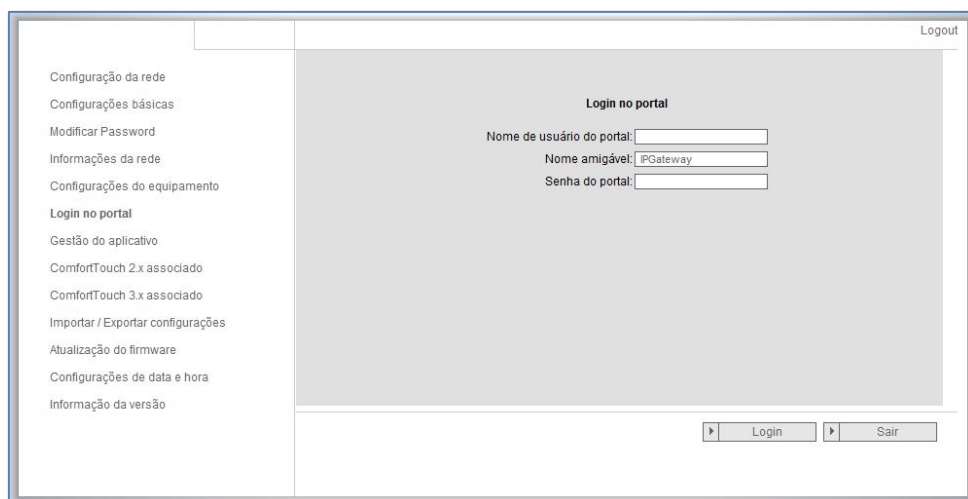 Logout
Configuração da rede
Configurações básicas
Modificar Password
Informações da rede
Configurações do equipamento
Login no portal
Gestão do aplicativo
ComfortTouch 2.x associado
ComfortTouch 3.x associado
Importar / Exportar configurações
Atualização do firmware
Configurações de data e hora
Informação da versão
Login no portal
Nome de usuário do portal:
Nome amigável: IPGateway
Senha do portal:
Login
Sair